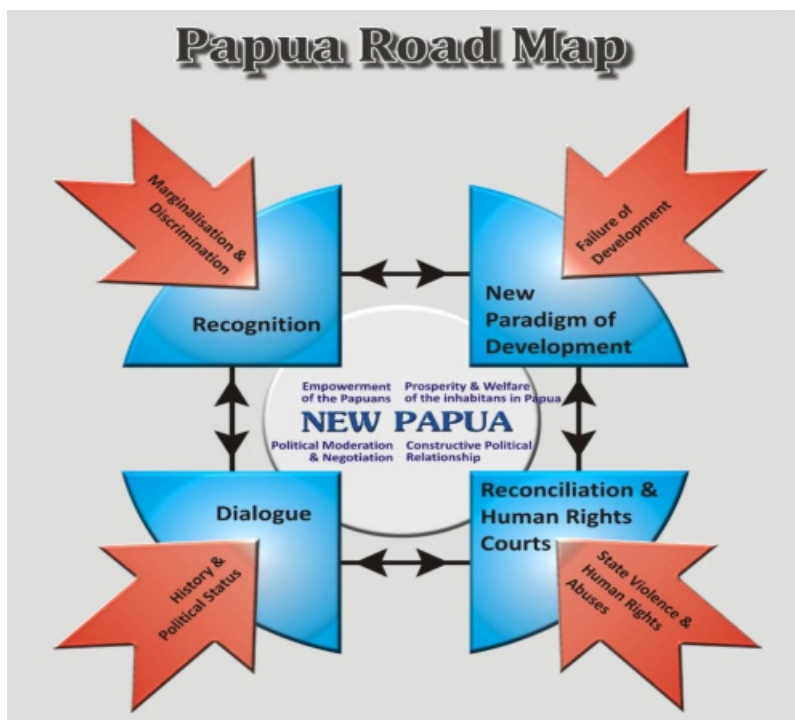 Papua Road Map
Marginalisation &
Discrimination
Failure of
Development
Recognition
New
Paradigm of
Development
Empowerment
of the Papuans
Prosperity & Welfare
of the inhabitans in Papua
NEW PAPUA
Political Moderation
& Negotiation
Constructive Political
Relationship
Dialogue
Reconciliation &
Human Rights
Courts
History &
Political Status
State Violence &
Human Rights
Abuses